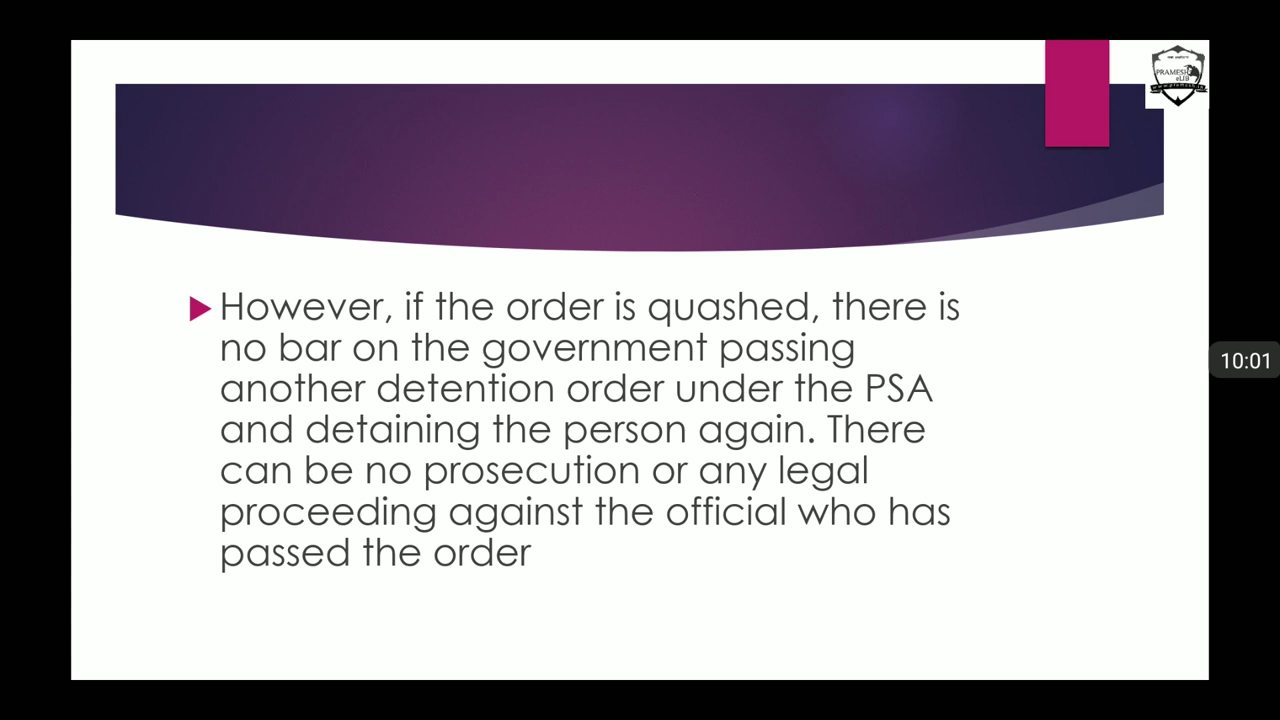 PRAMESH
eLIB
However, if the order is quashed, there is
no bar on the government passing
another detention order under the PSA
and detaining the person again. There
can be no prosecution or any legal
proceeding against the official who has
passed the order
10:01